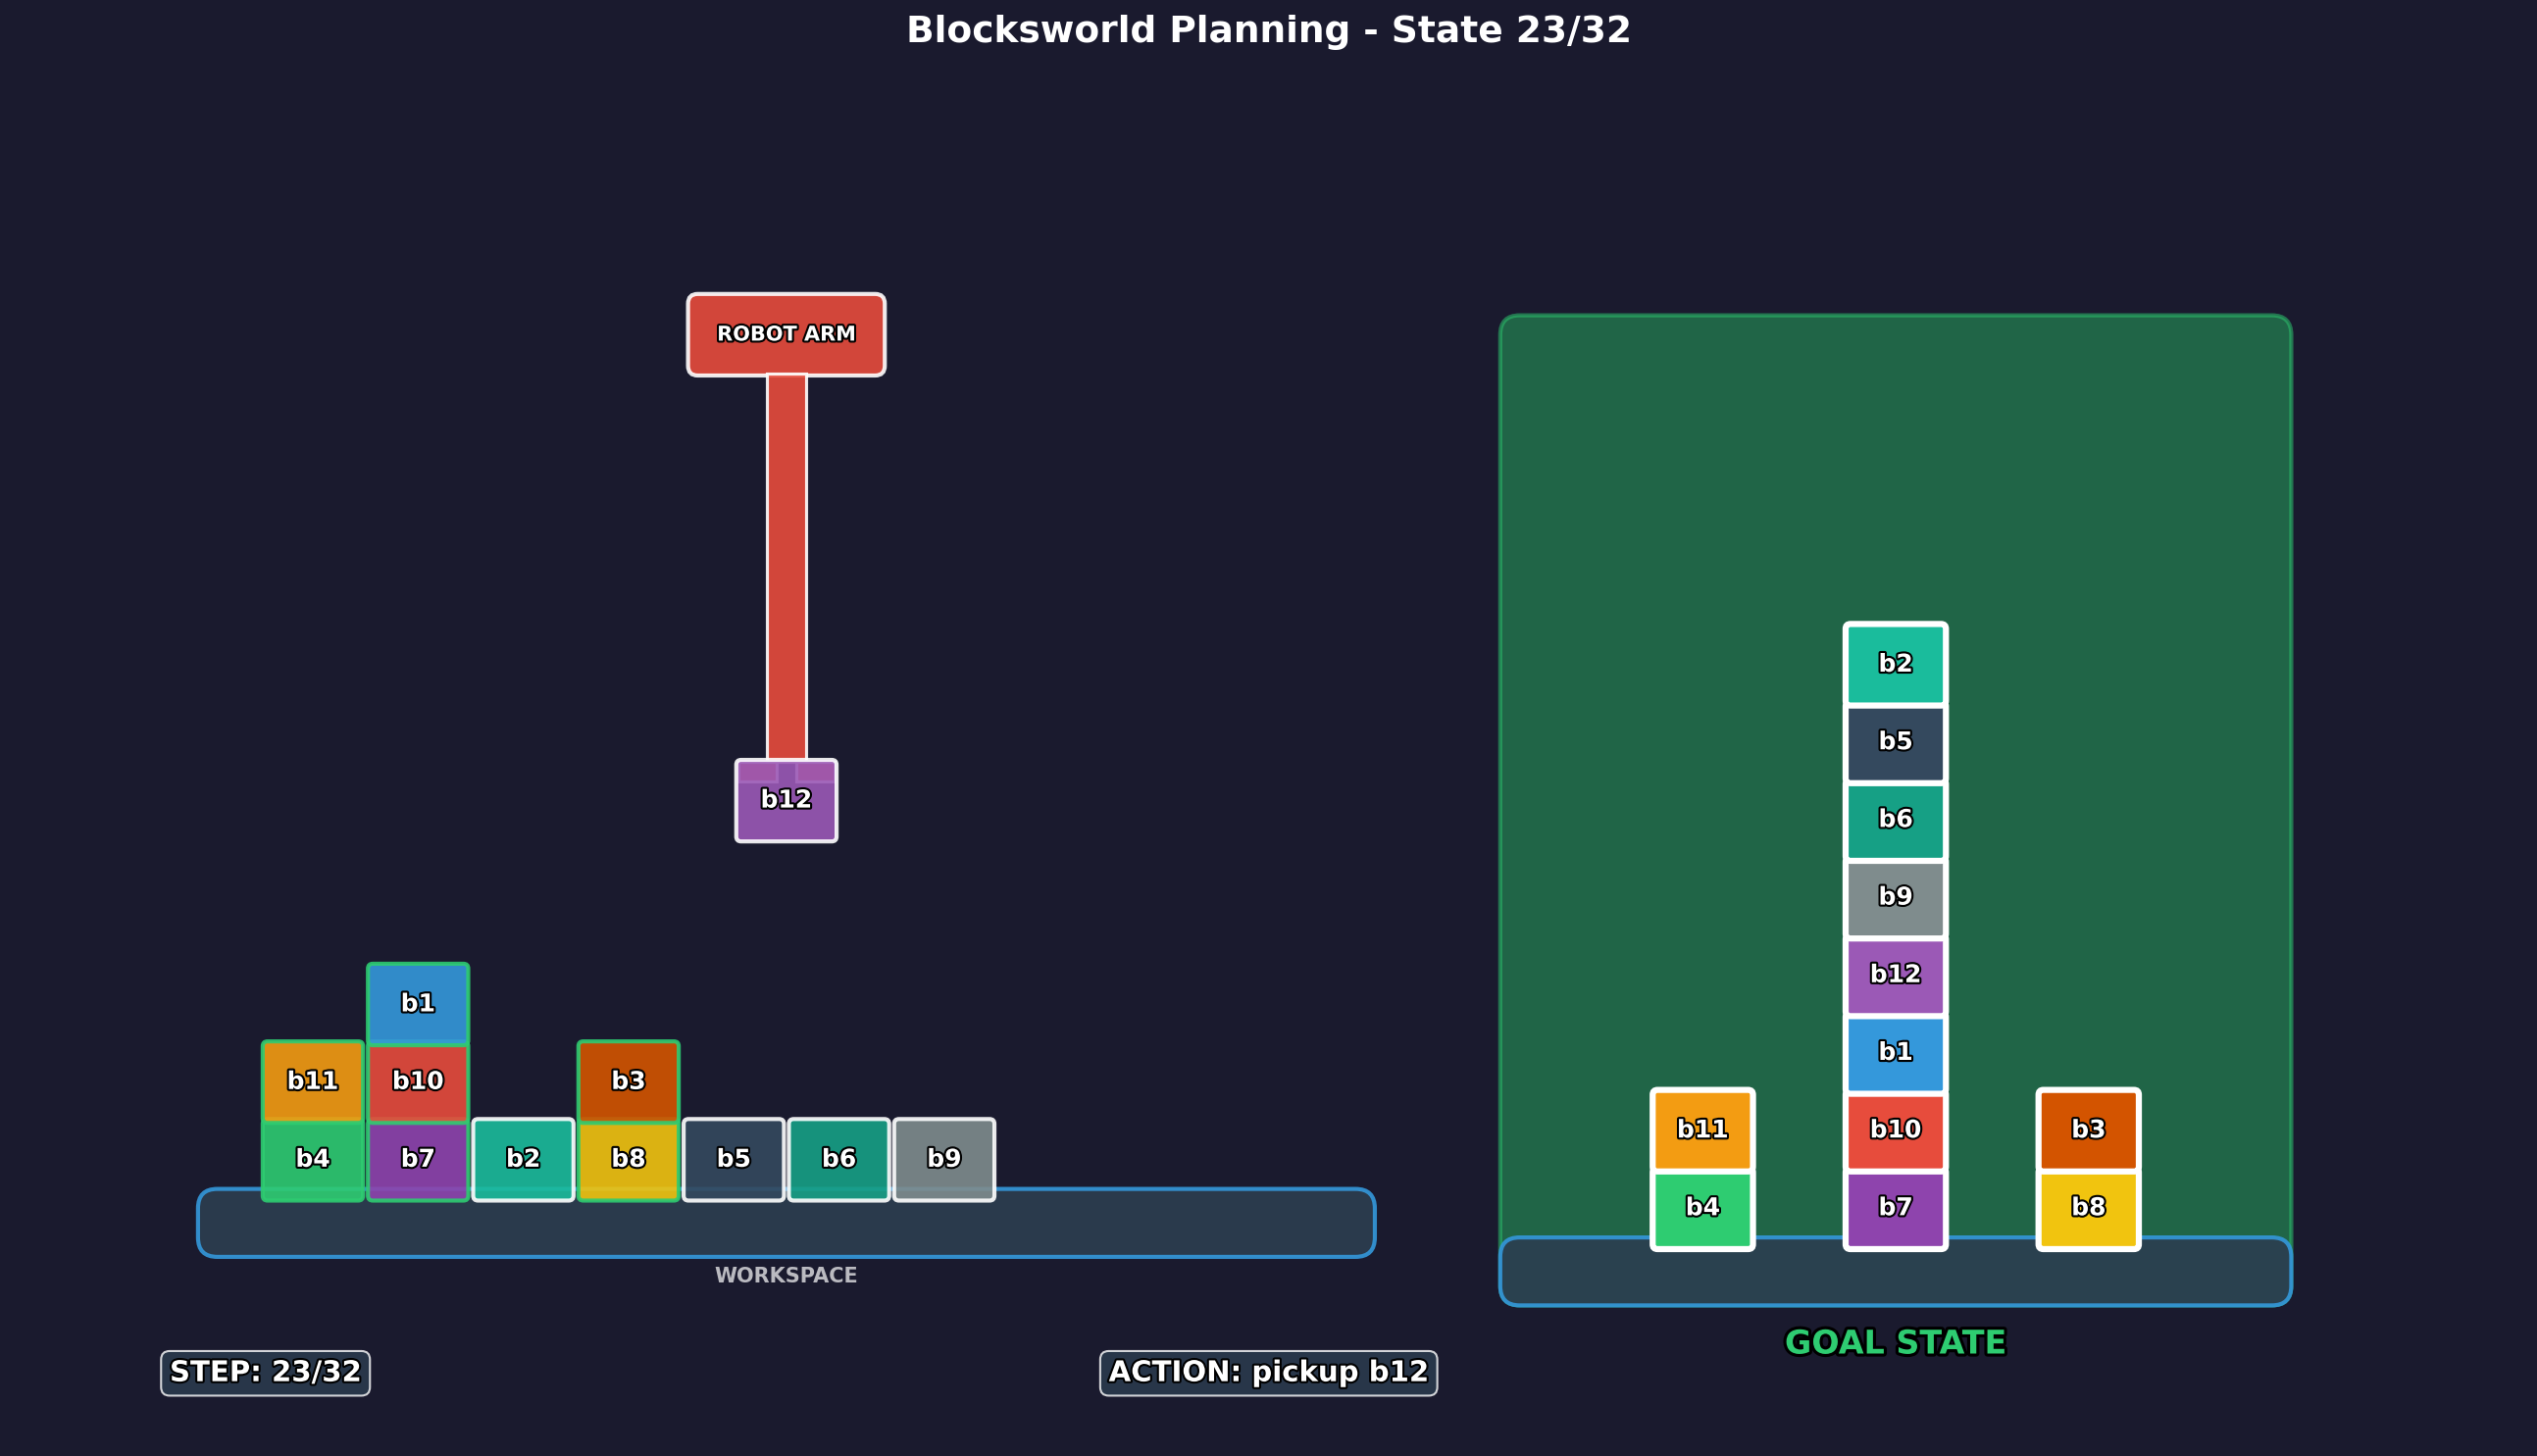 Blocksworld Planning - State 23/32
ROBOT ARM
b12
b1
b11
b10
b3
b4
b7
b2
b8
b5
b6
b9
WORKSPACE
b2
b5
b6
b9
b12
b1
b11
b10
b3
b4
b7
b8
GOAL STATE
STEP: 23/32
ACTION: pickup b12